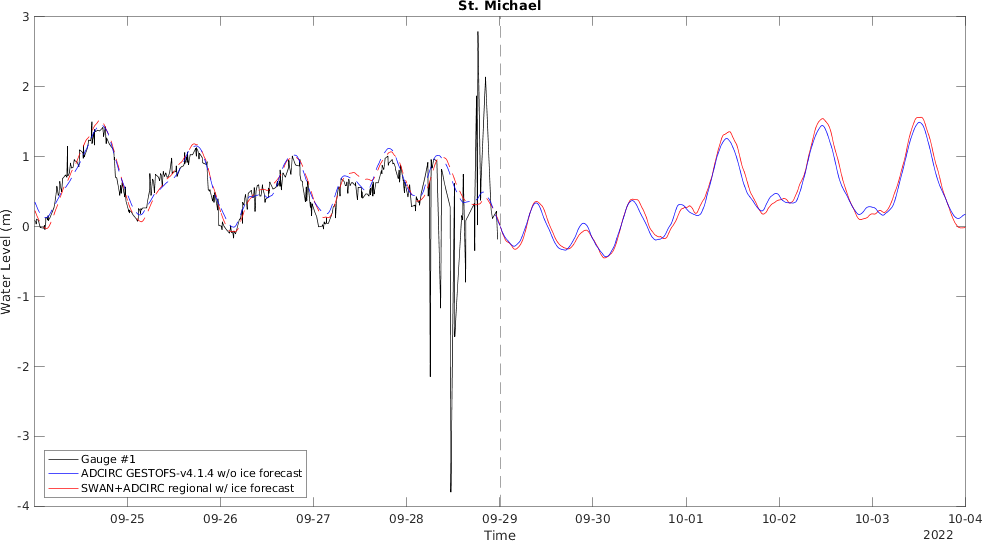 St. Michael
3
2
1
0
-1
-2
-3
-4
Water Level (m)
Gauge #1
ADCIRC GESTOFS-v4.1.4 w/o ice forecast
SWAN+ADCIRC regional w/ ice forecast
09-25 09-26 09-27 09-28 09-29 09-30 10-01 10-02 10-03 10-04
Time
2022